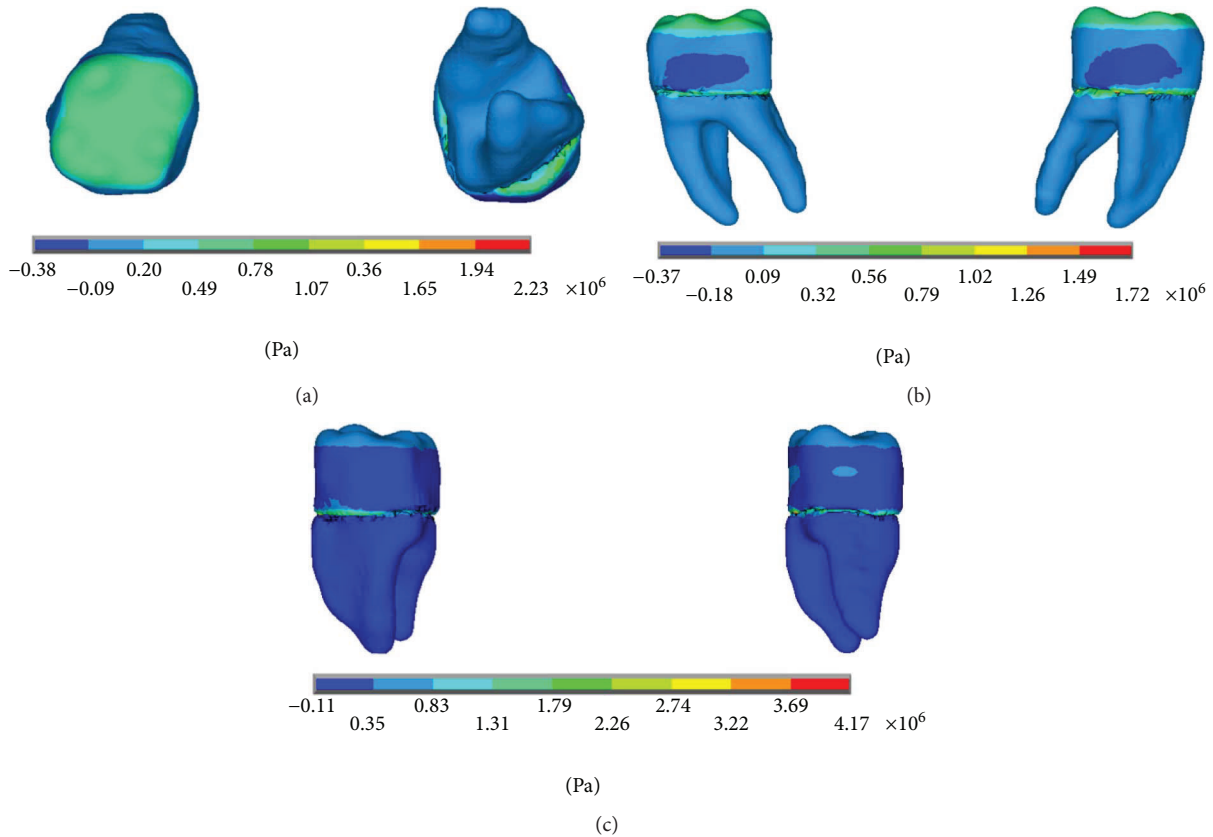 −0.38 0.20 0.78 0.36 1.94
−0.09 0.49 1.07 1.65 2.23 ×10⁶
(Pa)
(a)
−0.37 0.09 0.56 1.02 1.49
−0.18 0.32 0.79 1.26 1.72 ×10⁶
(Pa)
(b)
−0.11 0.83 1.79 2.74 3.69
0.35 1.31 2.26 3.22 4.17 ×10⁶
(Pa)
(c)